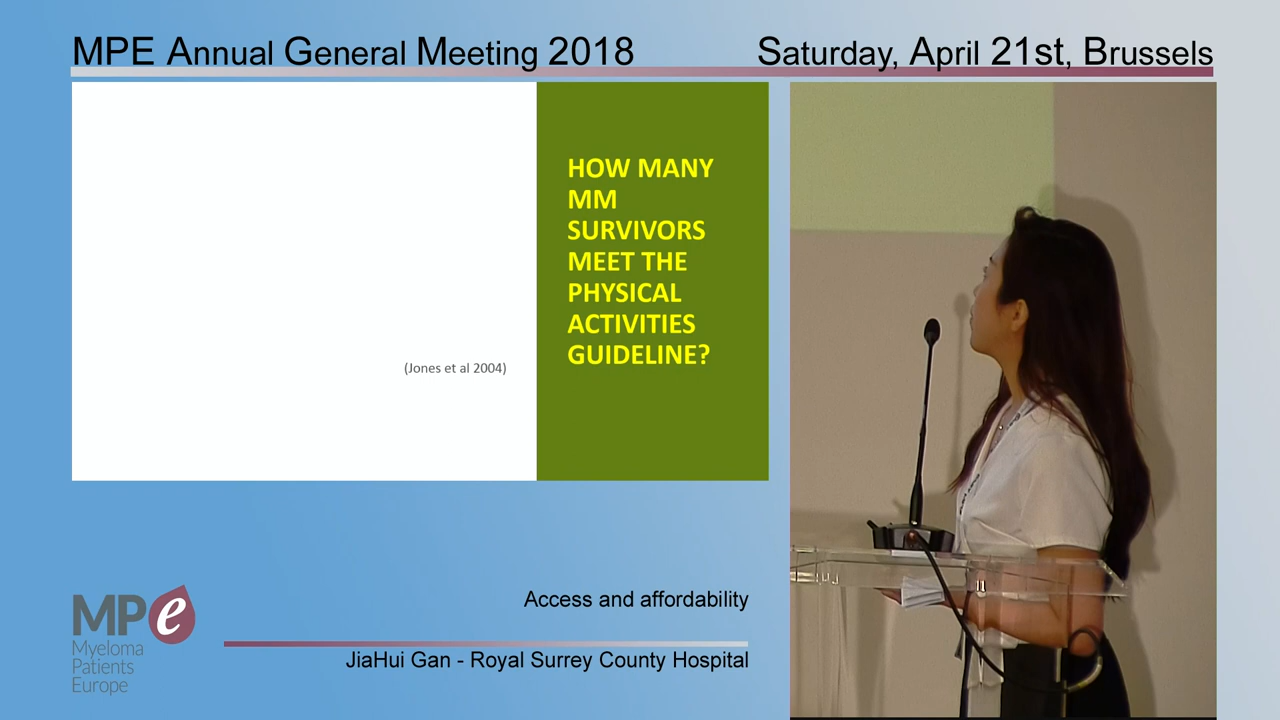 MPE Annual General Meeting 2018
Saturday, April 21st, Brussels
HOW MANY
MM
SURVIVORS
MEET THE
PHYSICAL
ACTIVITIES
GUIDELINE?
(Jones et al 2004)
Access and affordability
JiaHui Gan - Royal Surrey County Hospital
MPe
Myeloma
Patients
Europe